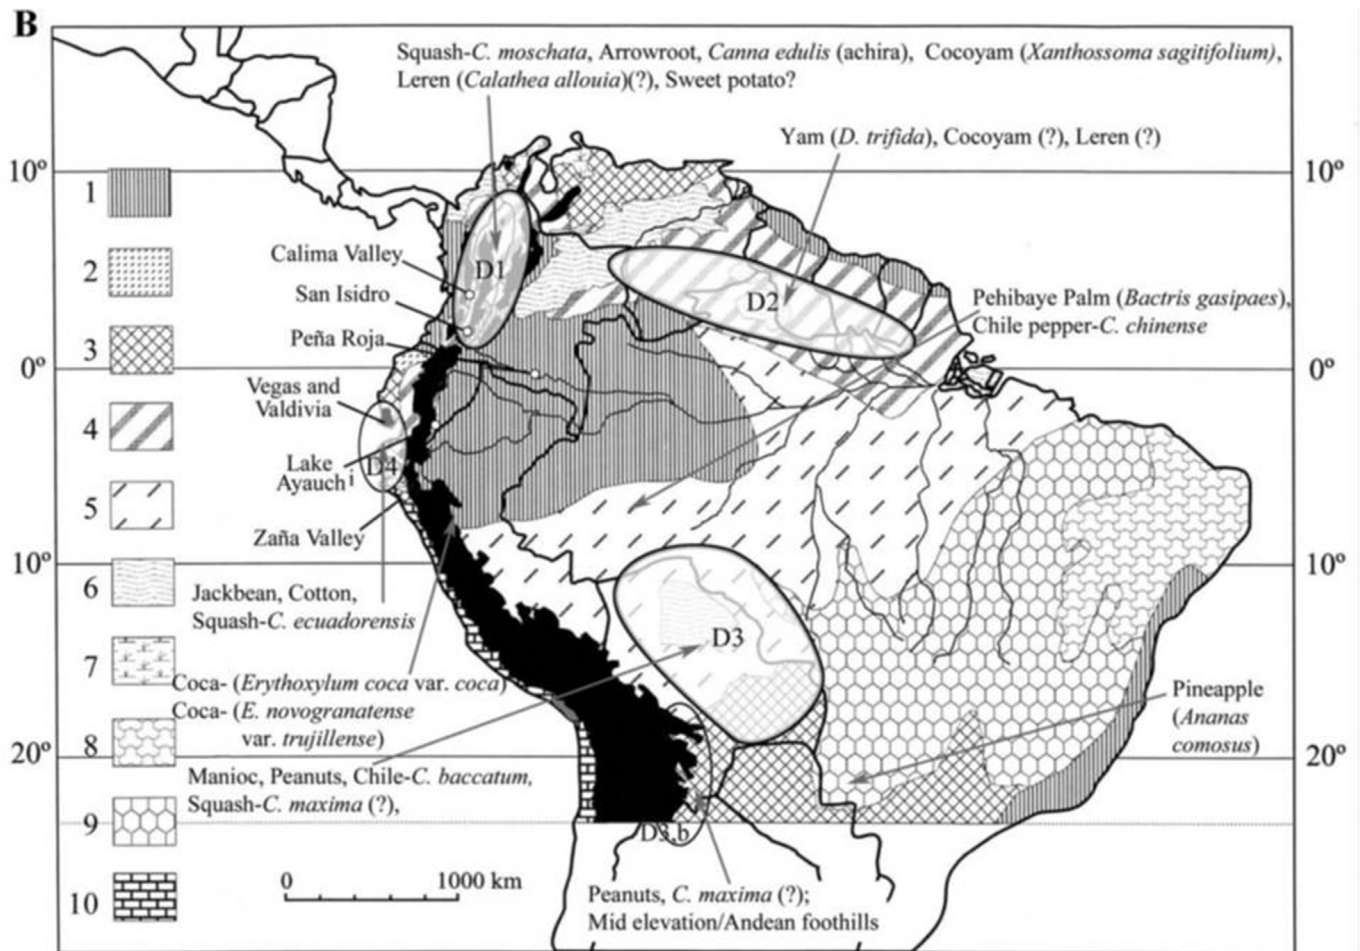 B
Squash-C. moschata, Arrowroot, Canna edulis (achira), Cocoyam (Xanthossoma sagitifolium),
Leren (Calathea allouia)(?), Sweet potato?
Yam (D. trifida), Cocoyam (?), Leren (?)
10º
10º
1
Calima Valley
D1
2
San Isidro
D2
Pehibaye Palm (Bactris gasipaes),
Chile pepper-C. chinense
Peña Roja
3
0º
0º
Vegas and
Valdivia
4
Lake
Ayauchi
D4
5
Zaña Valley
10º
10º
6
Jackbean, Cotton,
Squash-C. ecuadorensis
D3
7
Coca- (Erythoxylum coca var. coca)
Coca- (E. novogranatense
var. trujillense)
Pineapple
(Ananas
comosus)
8
20º
20º
Manioc, Peanuts, Chile-C. baccatum,
Squash-C. maxima (?),
9
D3,b
0
1000 km
10
Peanuts, C. maxima (?);
Mid elevation/Andean foothills